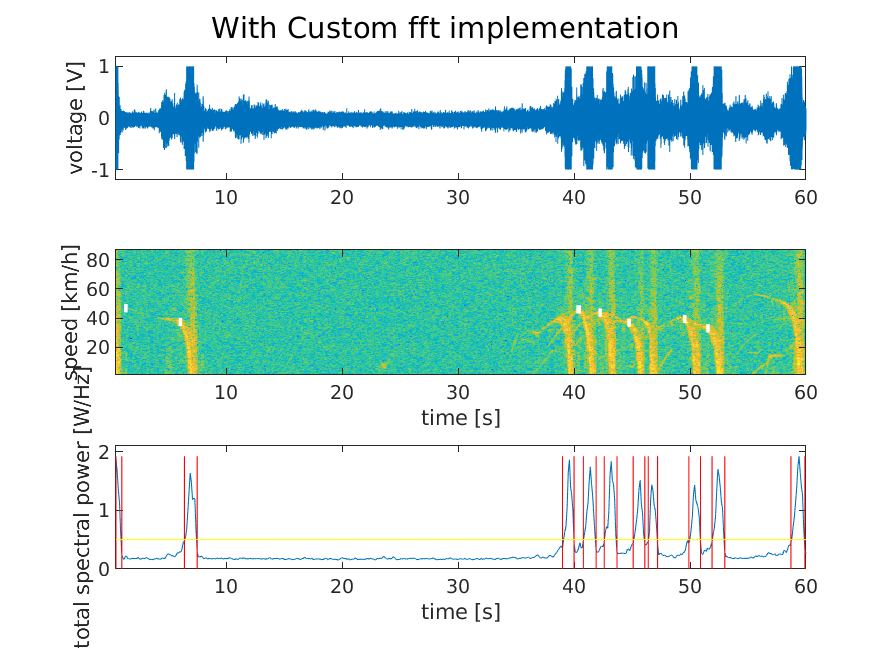 With Custom fft implementation
voltage [V]
1
0
-1
10 20 30 40 50 60
speed [km/h]
80
60
40
20
10 20 30 40 50 60
time [s]
total spectral power [W/Hz]
2
1
0
10 20 30 40 50 60
time [s]